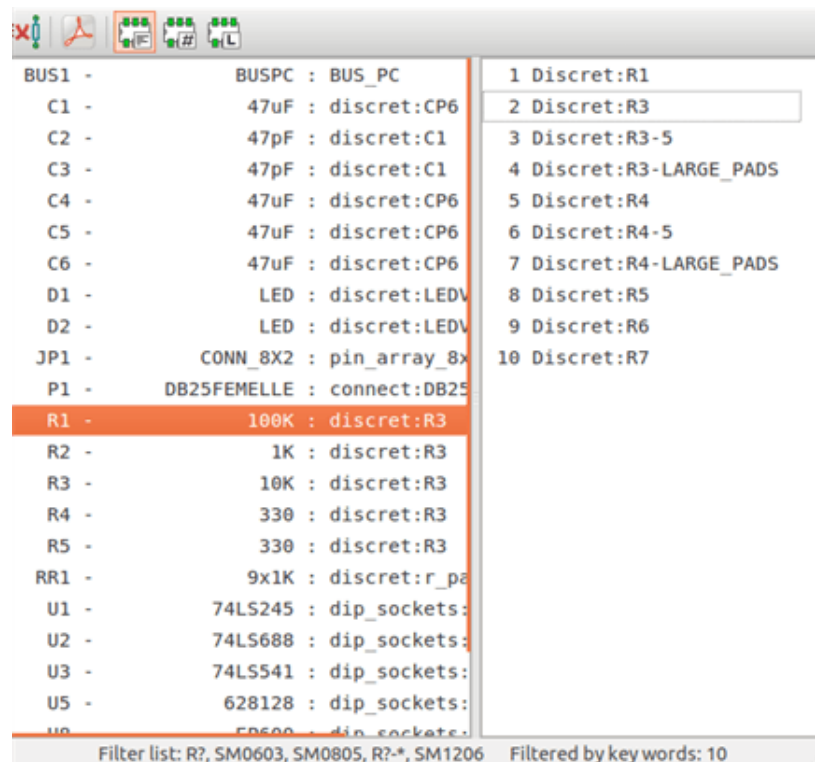 BUS1 - BUSPC : BUS_PC
C1 - 47uF : discret:CP6
C2 - 47pF : discret:C1
C3 - 47pF : discret:C1
C4 - 47uF : discret:CP6
C5 - 47uF : discret:CP6
C6 - 47uF : discret:CP6
D1 - LED : discret:LEDV
D2 - LED : discret:LEDV
JP1 - CONN_8X2 : pin_array_8x
P1 - DB25FEMELLE : connect:DB25
R1 - 100K : discret:R3
R2 - 1K : discret:R3
R3 - 10K : discret:R3
R4 - 330 : discret:R3
R5 - 330 : discret:R3
RR1 - 9x1K : discret:r_pa
U1 - 74LS245 : dip_sockets:
U2 - 74LS688 : dip_sockets:
U3 - 74LS541 : dip_sockets:
U5 - 628128 : dip_sockets:
1 Discret:R1
2 Discret:R3
3 Discret:R3-5
4 Discret:R3-LARGE_PADS
5 Discret:R4
6 Discret:R4-5
7 Discret:R4-LARGE_PADS
8 Discret:R5
9 Discret:R6
10 Discret:R7
Filter list: R?, SM0603, SM0805, R?-*, SM1206 Filtered by key words: 10